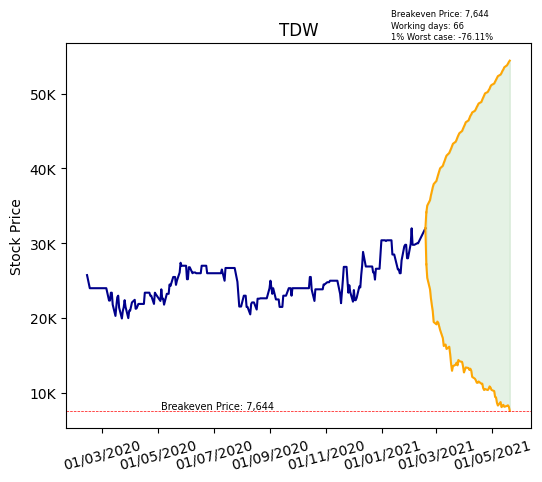 Breakeven Price: 7,644
Working days: 66
1% Worst case: -76.11%
TDW
Stock Price
50K
40K
30K
20K
10K
Breakeven Price: 7,644
01/03/2020
01/05/2020
01/07/2020
01/09/2020
01/11/2020
01/01/2021
01/03/2021
01/05/2021